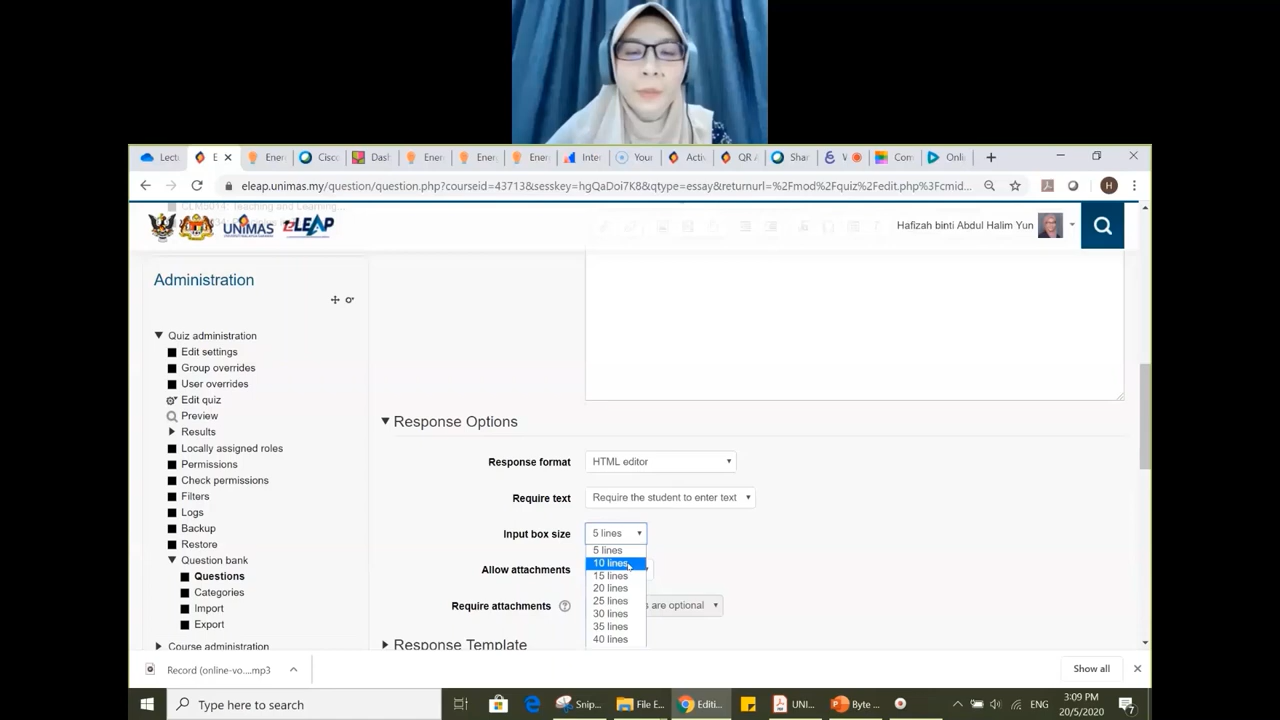 Lectu
E
Ener
Cisco
Das
Ener
Ener
Ener
Inter
Your
Activ
QR A
Shar
W
Com
Onli
eleap.unimas.my/question/question.php?courseid=43713&sesskey=hgQaDoi7K8&qtype=essay&returnurl=%2Fmod%2Fquiz%2Fedit.php%3Fcmid...
H
UNIMAS
eLEAP
Hafizah binti Abdul Halim Yun
Administration
Quiz administration
Edit settings
Group overrides
User overrides
Edit quiz
Preview
Results
Locally assigned roles
Permissions
Check permissions
Filters
Logs
Backup
Restore
Question bank
Questions
Categories
Import
Export
Course administration
Response Options
Response format
HTML editor
Require text
Require the student to enter text
Input box size
5 lines
5 lines
10 lines
15 lines
20 lines
25 lines
30 lines
35 lines
40 lines
Allow attachments
Require attachments
s are optional
Response Template
Record (online-vo....mp3
Show all
Type here to search
Snip...
File E...
Editi...
UNI...
Byte ...
ENG
3:09 PM
20/5/2020
7